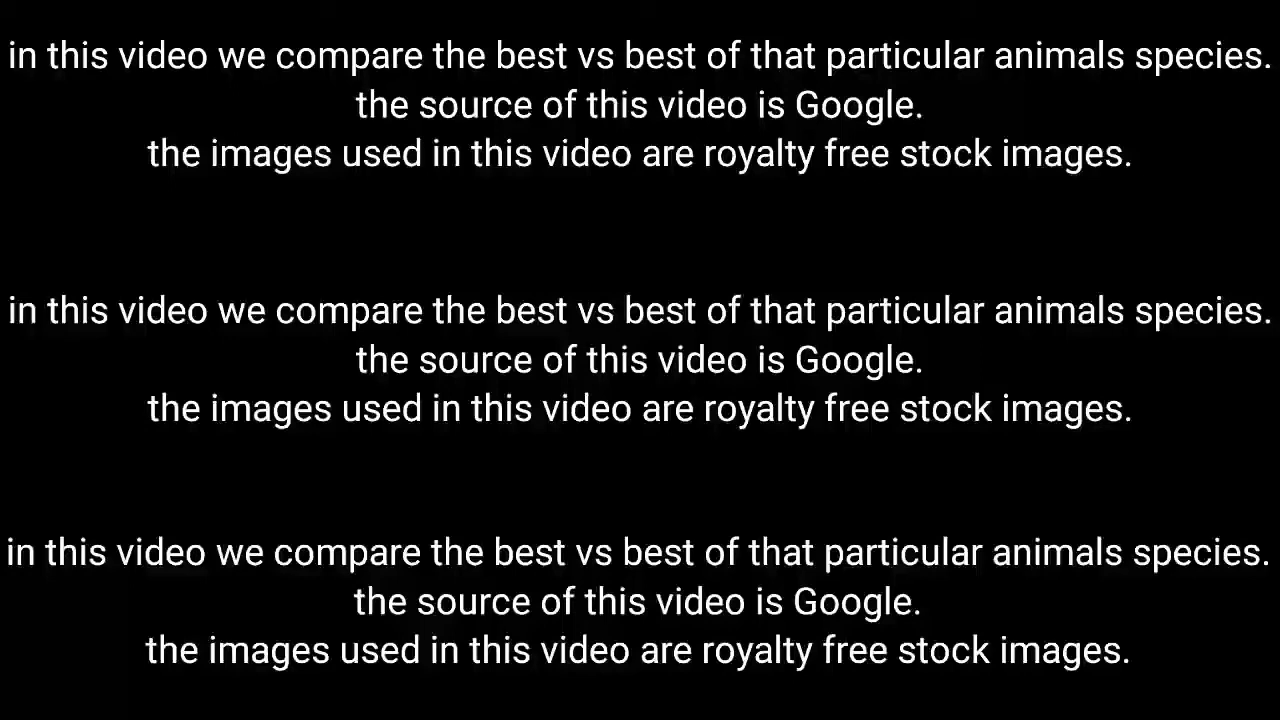 in this video we compare the best vs best of that particular animals species.
the source of this video is Google.
the images used in this video are royalty free stock images.
in this video we compare the best vs best of that particular animals species.
the source of this video is Google.
the images used in this video are royalty free stock images.
in this video we compare the best vs best of that particular animals species.
the source of this video is Google.
the images used in this video are royalty free stock images.